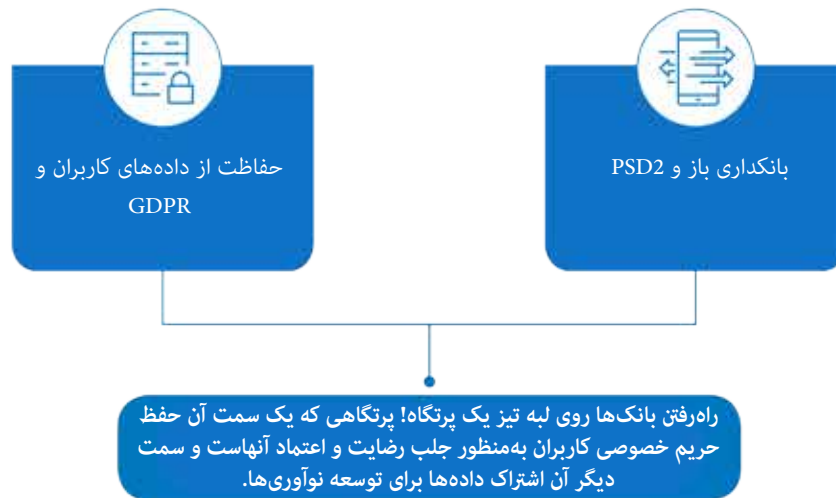 بانکداری باز و PSD2
حفاظت از داده‌های کاربران و
GDPR
راه‌رفتن بانک‌ها روی لبه تیز یک پرتگاه! پرتگاهی که یک سمت آن حفظ
حریم خصوصی کاربران به‌منظور جلب رضایت و اعتماد آنهاست و سمت
دیگر آن اشتراک داده‌ها برای توسعه نوآوری‌ها.